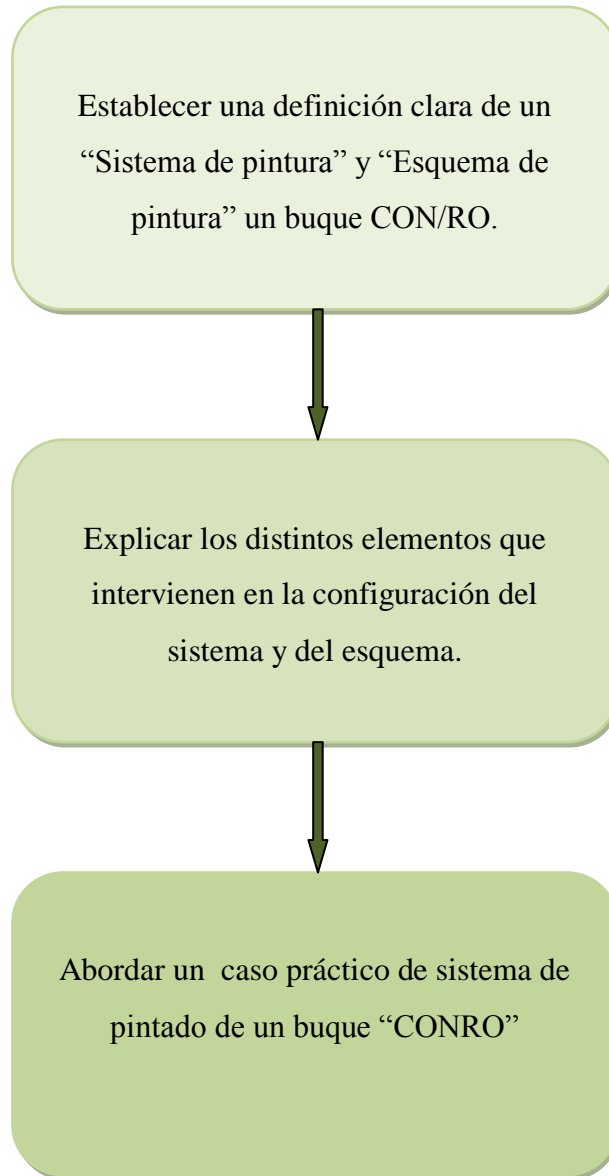 Establecer una definición clara de un
“Sistema de pintura” y “Esquema de
pintura” un buque CON/RO.
Explicar los distintos elementos que
intervienen en la configuración del
sistema y del esquema.
Abordar un  caso práctico de sistema de
pintado de un buque “CONRO”